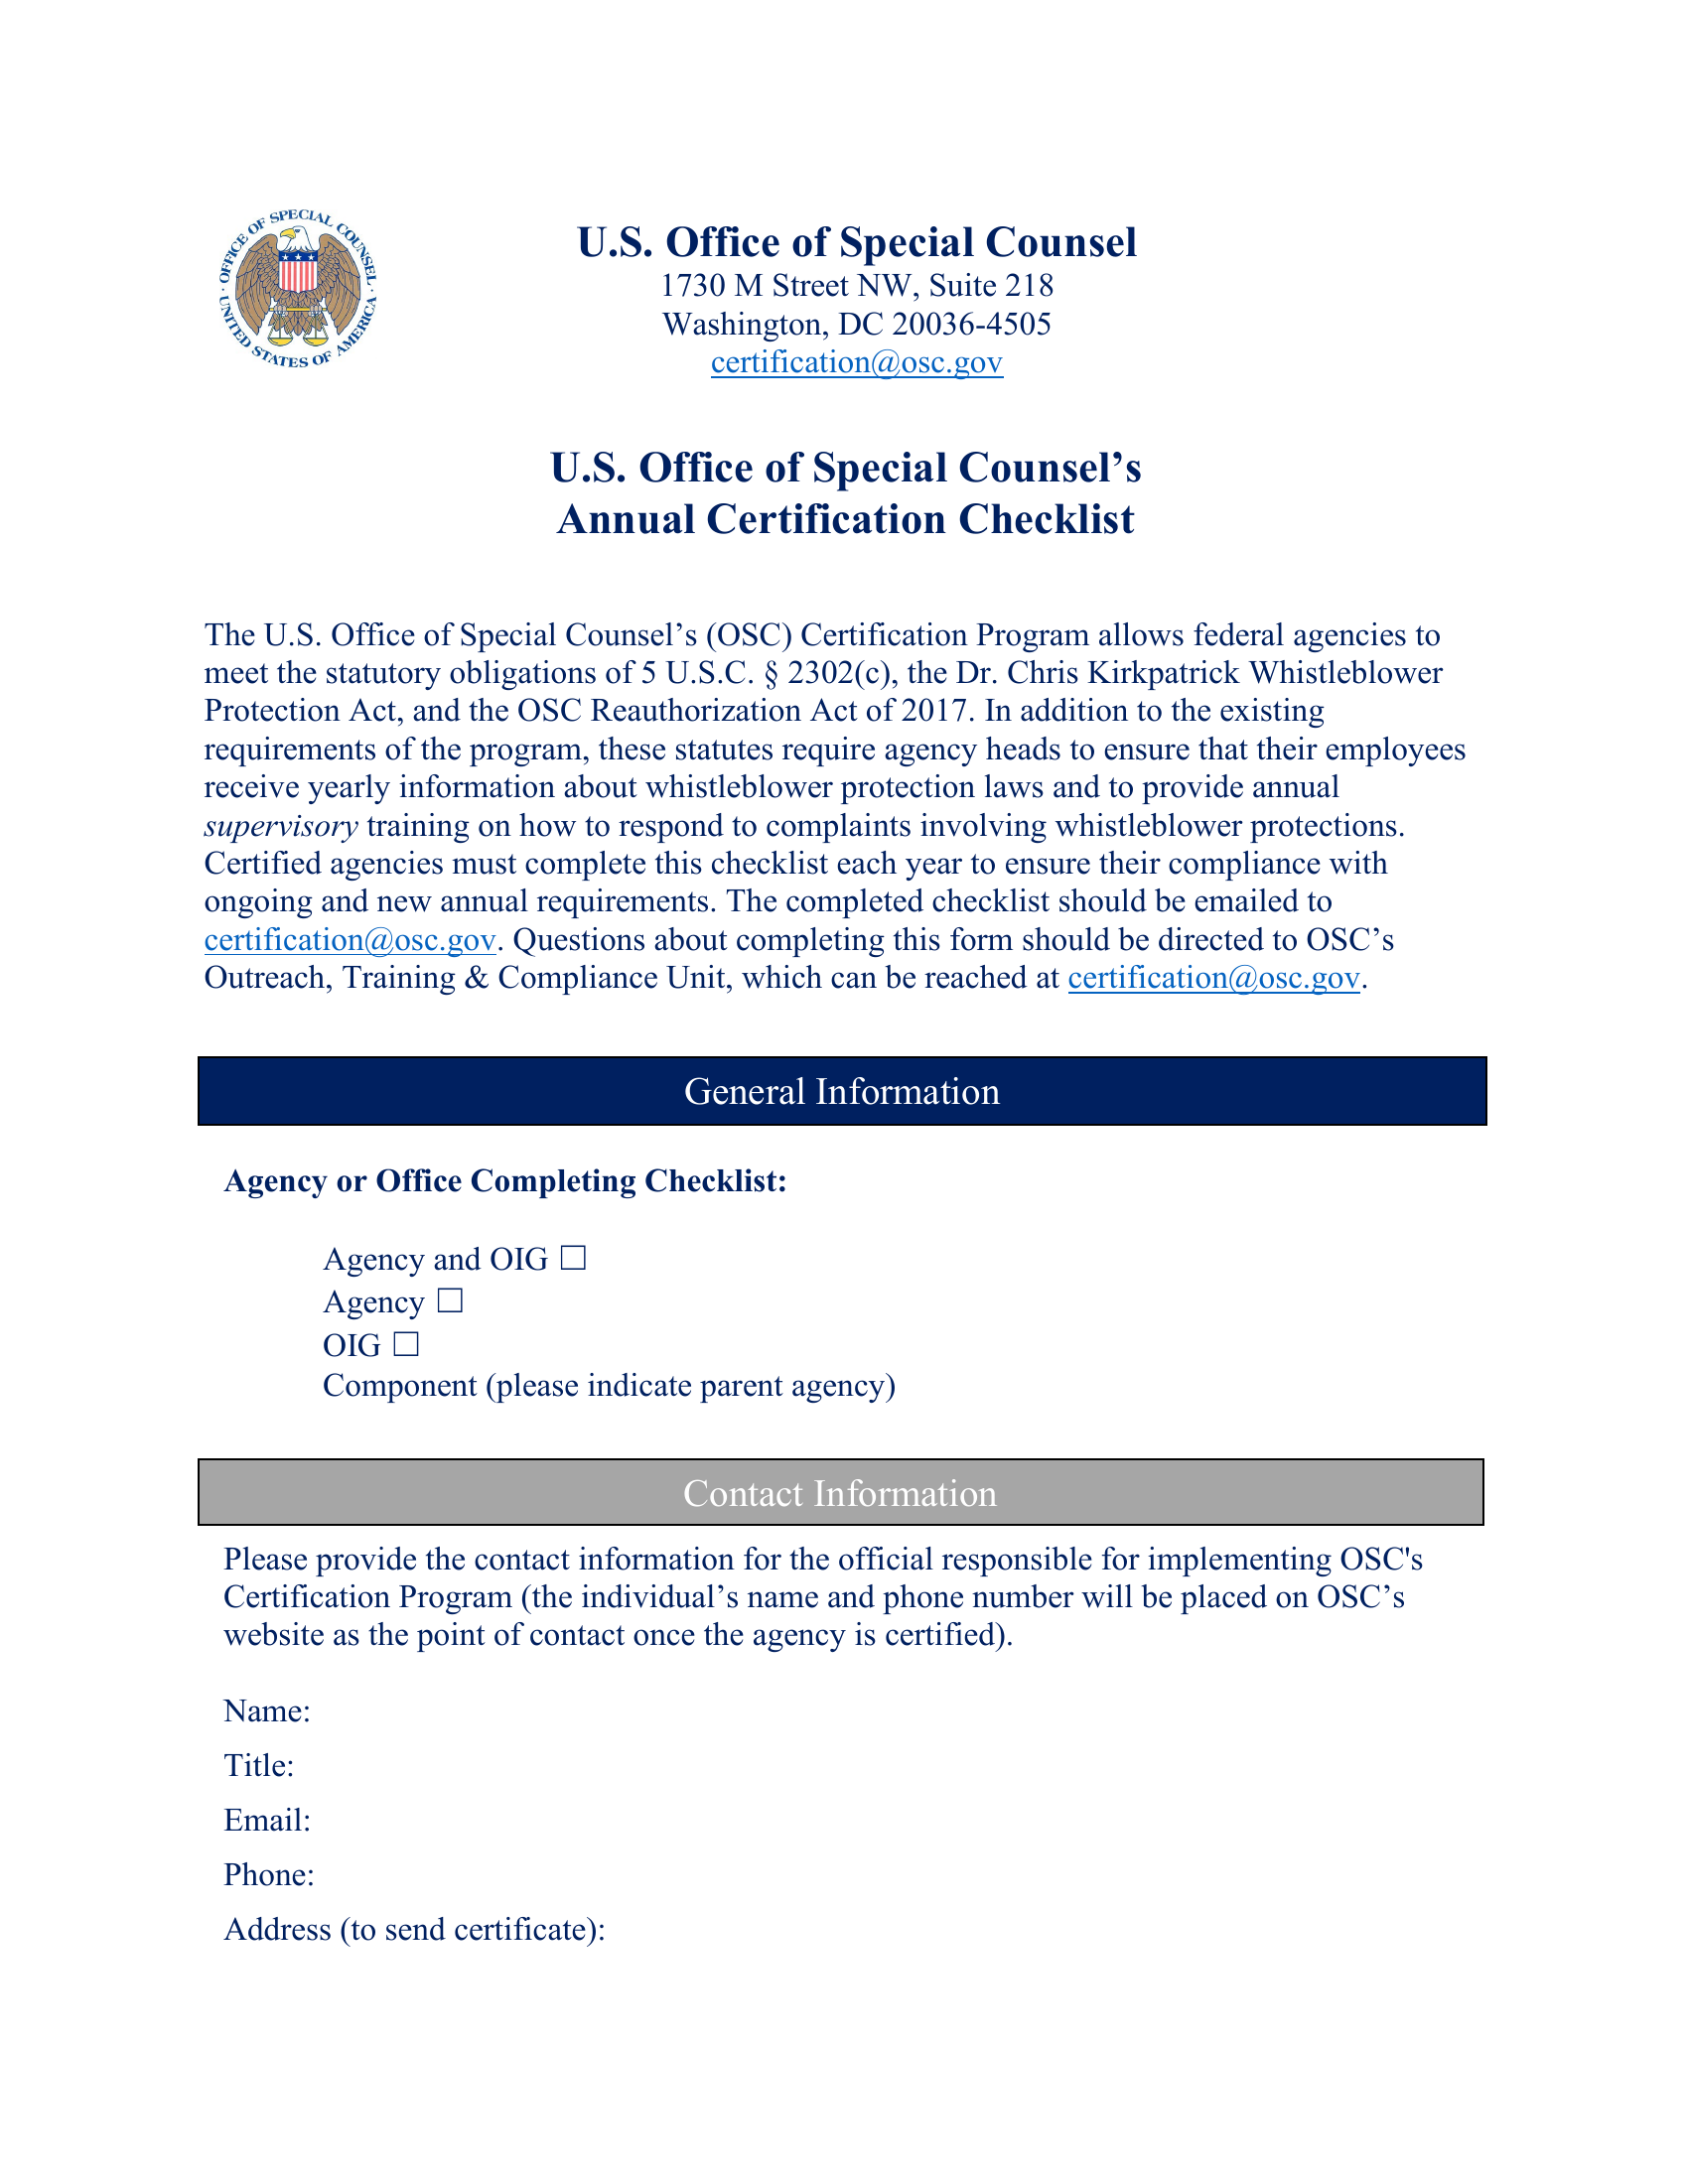 · OFFICE OF SPECIAL COUNSEL ·
UNITED STATES OF AMERICA
U.S. Office of Special Counsel
1730 M Street NW, Suite 218
Washington, DC 20036-4505
certification@osc.gov
U.S. Office of Special Counsel’s
Annual Certification Checklist
The U.S. Office of Special Counsel’s (OSC) Certification Program allows federal agencies to
meet the statutory obligations of 5 U.S.C. § 2302(c), the Dr. Chris Kirkpatrick Whistleblower
Protection Act, and the OSC Reauthorization Act of 2017. In addition to the existing
requirements of the program, these statutes require agency heads to ensure that their employees
receive yearly information about whistleblower protection laws and to provide annual
supervisory training on how to respond to complaints involving whistleblower protections.
Certified agencies must complete this checklist each year to ensure their compliance with
ongoing and new annual requirements. The completed checklist should be emailed to
certification@osc.gov. Questions about completing this form should be directed to OSC’s
Outreach, Training & Compliance Unit, which can be reached at certification@osc.gov.
General Information
Agency or Office Completing Checklist:
Agency and OIG ☐
Agency ☐
OIG ☐
Component (please indicate parent agency)
Contact Information
Please provide the contact information for the official responsible for implementing OSC's
Certification Program (the individual’s name and phone number will be placed on OSC’s
website as the point of contact once the agency is certified).
Name:
Title:
Email:
Phone:
Address (to send certificate):